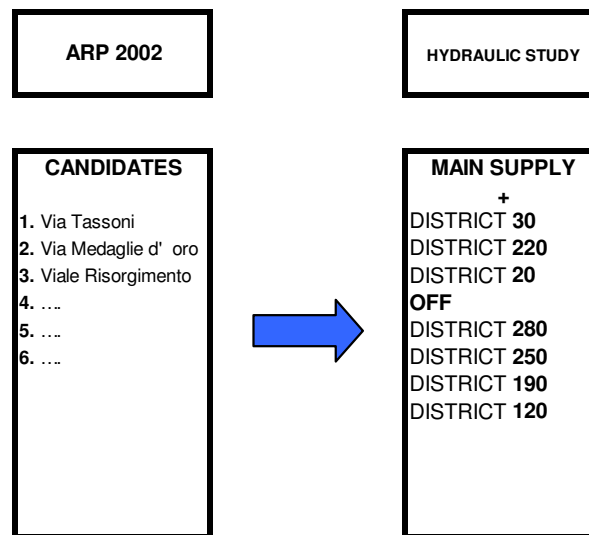 ARP 2002
HYDRAULIC STUDY
CANDIDATES
1. Via Tassoni
2. Via Medaglie d' oro
3. Viale Risorgimento
4. ….
5. ….
6. ….
MAIN SUPPLY
+
DISTRICT 30
DISTRICT 220
DISTRICT 20
OFF
DISTRICT 280
DISTRICT 250
DISTRICT 190
DISTRICT 120